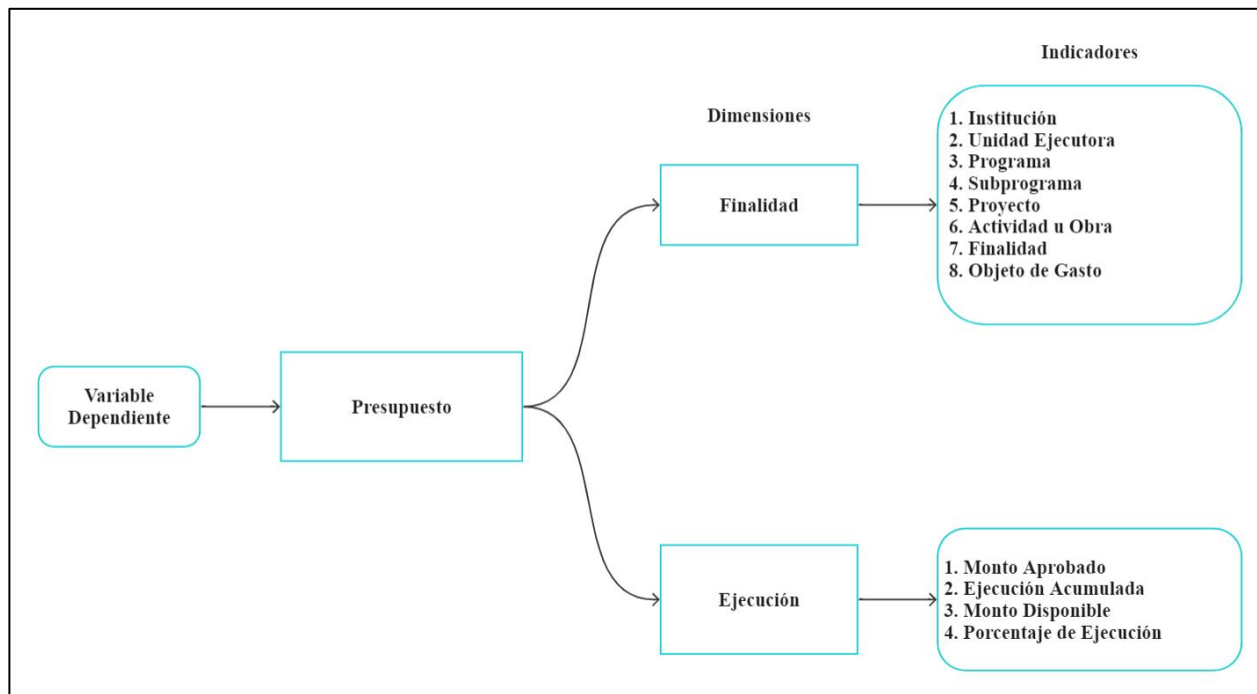 Indicadores
Dimensiones
1. Institución
2. Unidad Ejecutora
3. Programa
4. Subprograma
5. Proyecto
6. Actividad u Obra
7. Finalidad
8. Objeto de Gasto
Finalidad
Variable
Dependiente
Presupuesto
Ejecución
1. Monto Aprobado
2. Ejecución Acumulada
3. Monto Disponible
4. Porcentaje de Ejecución